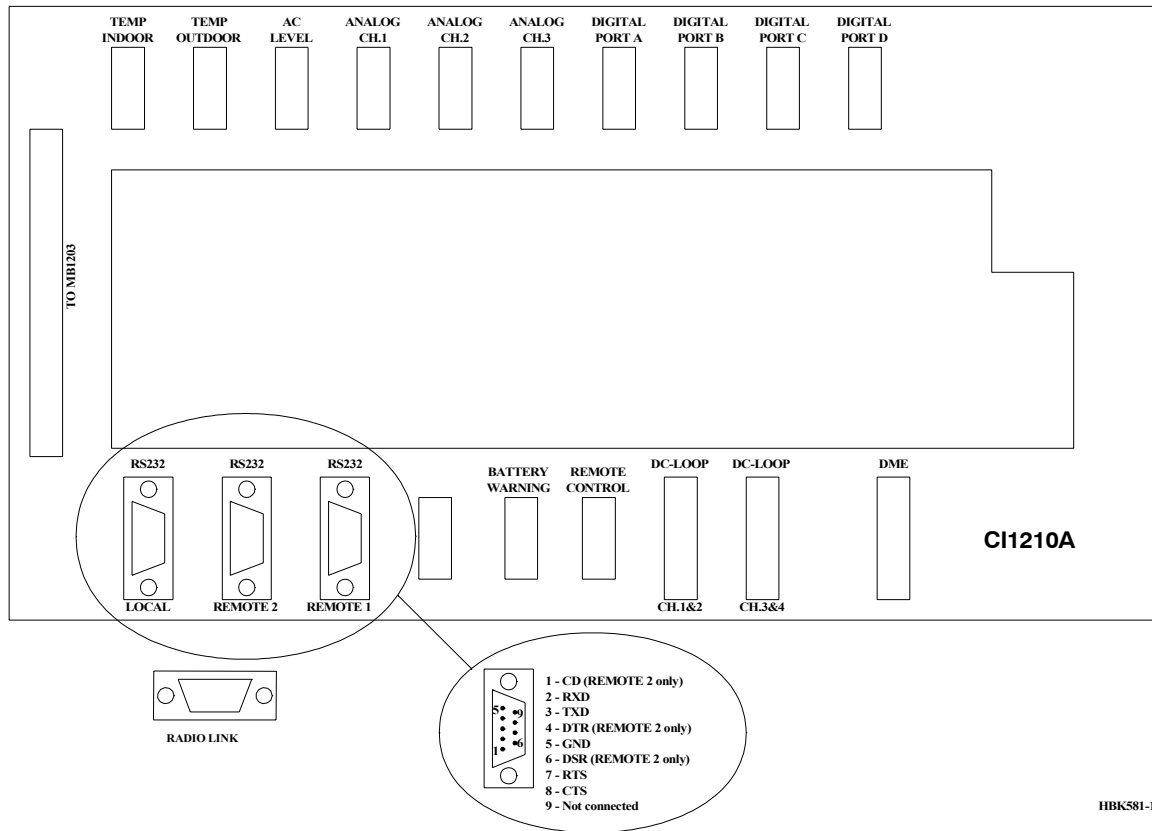 TEMP
INDOOR
TEMP
OUTDOOR
AC
LEVEL
ANALOG
CH.1
ANALOG
CH.2
ANALOG
CH.3
DIGITAL
PORT A
DIGITAL
PORT B
DIGITAL
PORT C
DIGITAL
PORT D
TO MB1203
RS232
RS232
RS232
BATTERY
WARNING
REMOTE
CONTROL
DC-LOOP
DC-LOOP
DME
CI1210A
LOCAL
REMOTE 2
REMOTE 1
CH.1&2
CH.3&4
RADIO LINK
5
9
1
6
1 - CD (REMOTE 2 only)
2 - RXD
3 - TXD
4 - DTR (REMOTE 2 only)
5 - GND
6 - DSR (REMOTE 2 only)
7 - RTS
8 - CTS
9 - Not connected
HBK581-1